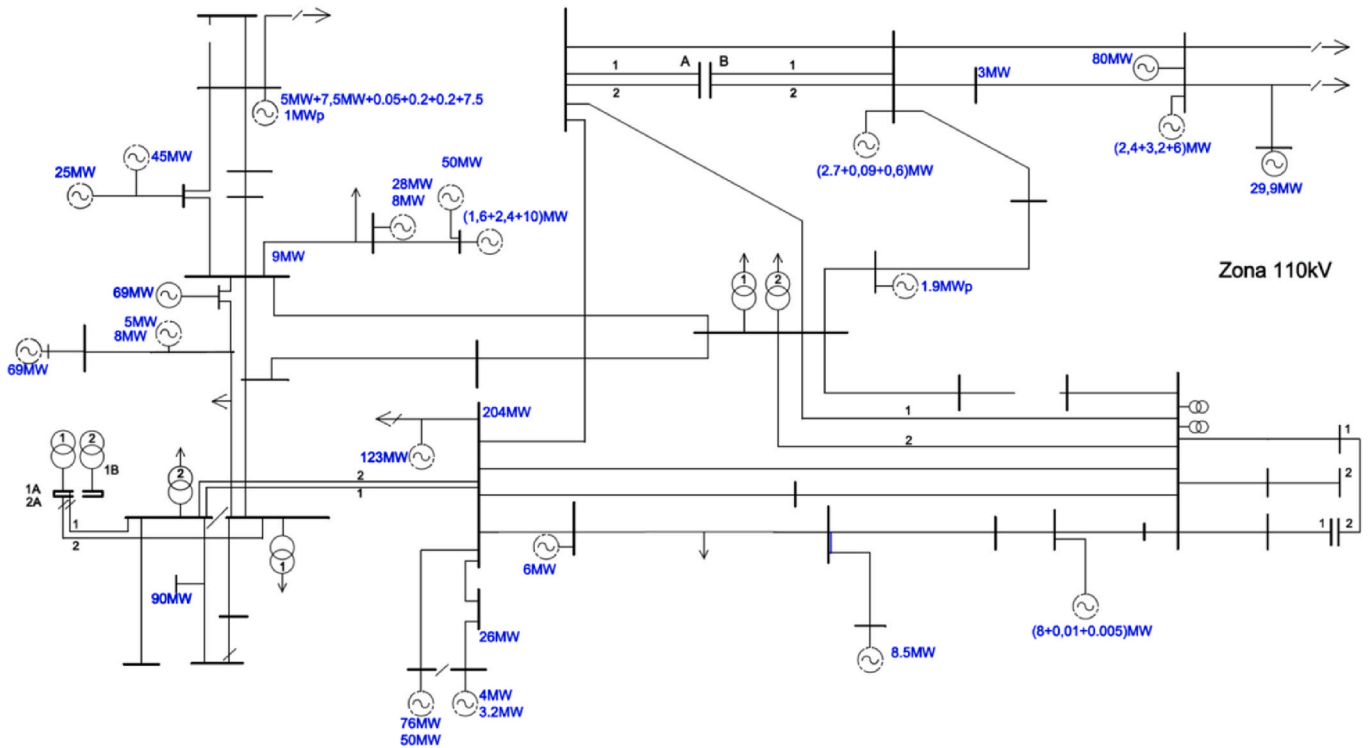 A B
1 1
2 2
3MW
80MW
5MW+7,5MW+0.05+0.2+0.2+7.5
1MWp
45MW
25MW
50MW
28MW
8MW
(1,6+2,4+10)MW
(2.7+0,09+0,6)MW
(2,4+3,2+6)MW
29,9MW
9MW
Zona 110kV
1 2
1.9MWp
69MW
5MW
8MW
69MW
204MW
1
2
123MW
1 2
1B
1A
2A
2
2
1
1
2
1
90MW
6MW
1
2
1 2
26MW
8.5MW
(8+0,01+0.005)MW
4MW
3.2MW
76MW
50MW